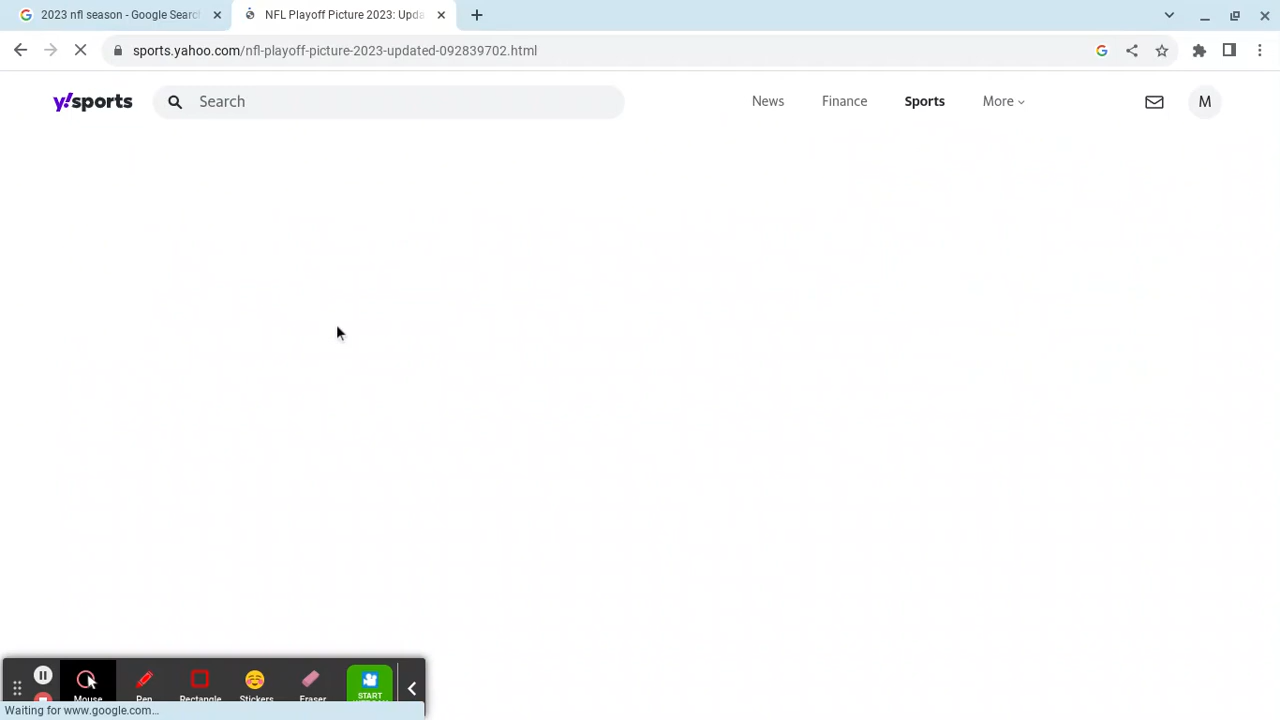 2023 nfl season - Google Search
NFL Playoff Picture 2023: Upda
sports.yahoo.com/nfl-playoff-picture-2023-updated-092839702.html
y!sports
Search
News
Finance
Sports
More
M
Mouse
Pen
Rectangle
Stickers
Eraser
START
Waiting for www.google.com...